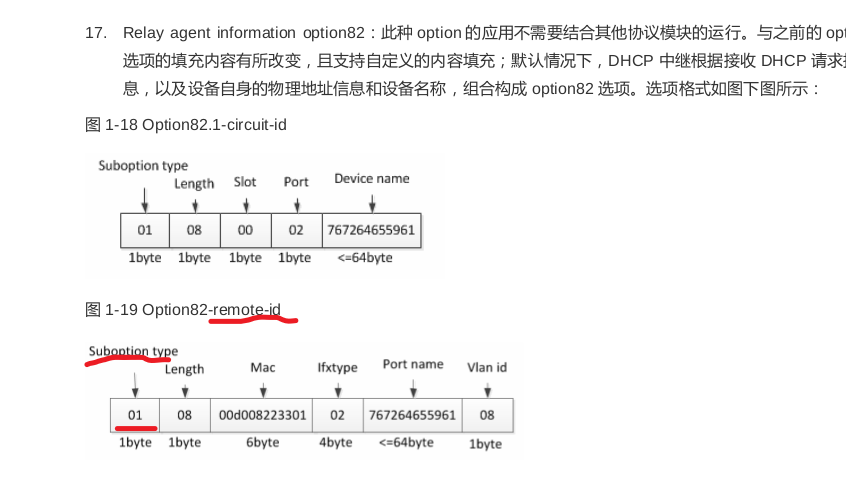 17. Relay agent information option82：此种 option 的应用不需要结合其他协议模块的运行。与之前的
选项的填充内容有所改变，且支持自定义的内容填充；默认情况下，DHCP 中继根据接收 DHCP 请求
息，以及设备自身的物理地址信息和设备名称，组合构成 option82 选项。选项格式如图下图所示：
图 1-18 Option82.1-circuit-id
Suboption type
Length Slot Port Device name
01 08 00 02 767264655961
1byte 1byte 1byte 1byte <=64byte
图 1-19 Option82-remote-id
Suboption type
Length Mac Ifxtype Port name Vlan id
01 08 00d008223301 02 767264655961 08
1byte 1byte 6byte 4byte <=64byte 1byte